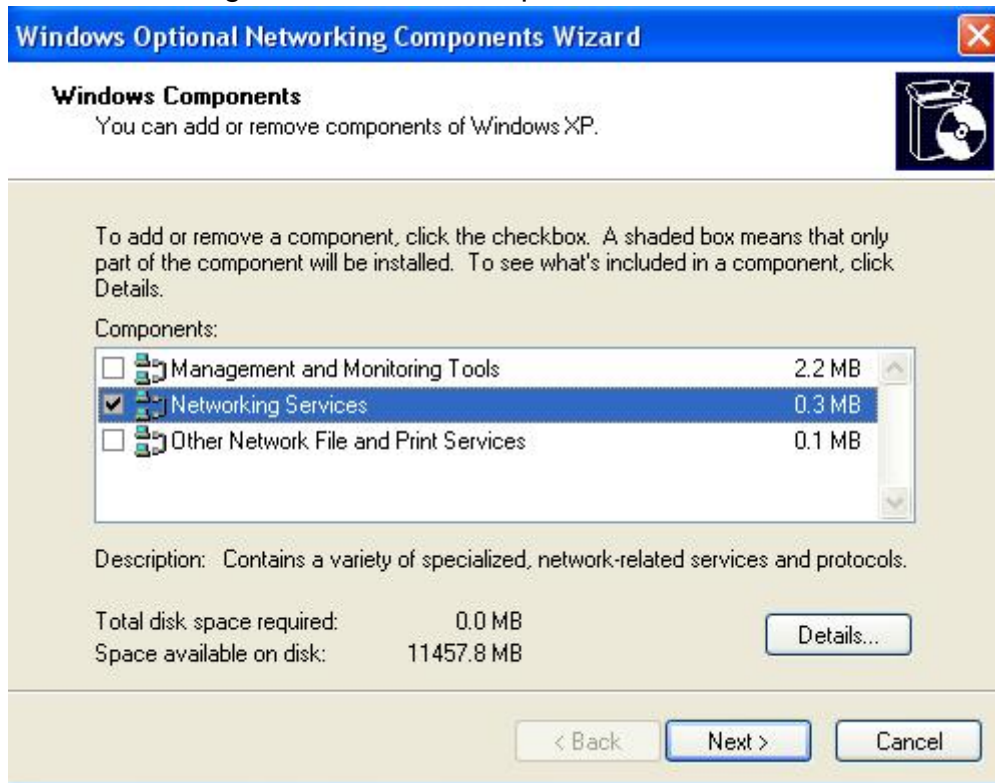 Windows Optional Networking Components Wizard
Windows Components
You can add or remove components of Windows XP.
To add or remove a component, click the checkbox. A shaded box means that only
part of the component will be installed. To see what's included in a component, click
Details.
Components:
Management and Monitoring Tools 2.2 MB
Networking Services 0.3 MB
Other Network File and Print Services 0.1 MB
Description: Contains a variety of specialized, network-related services and protocols.
Total disk space required: 0.0 MB
Space available on disk: 11457.8 MB
Details...
< Back Next > Cancel